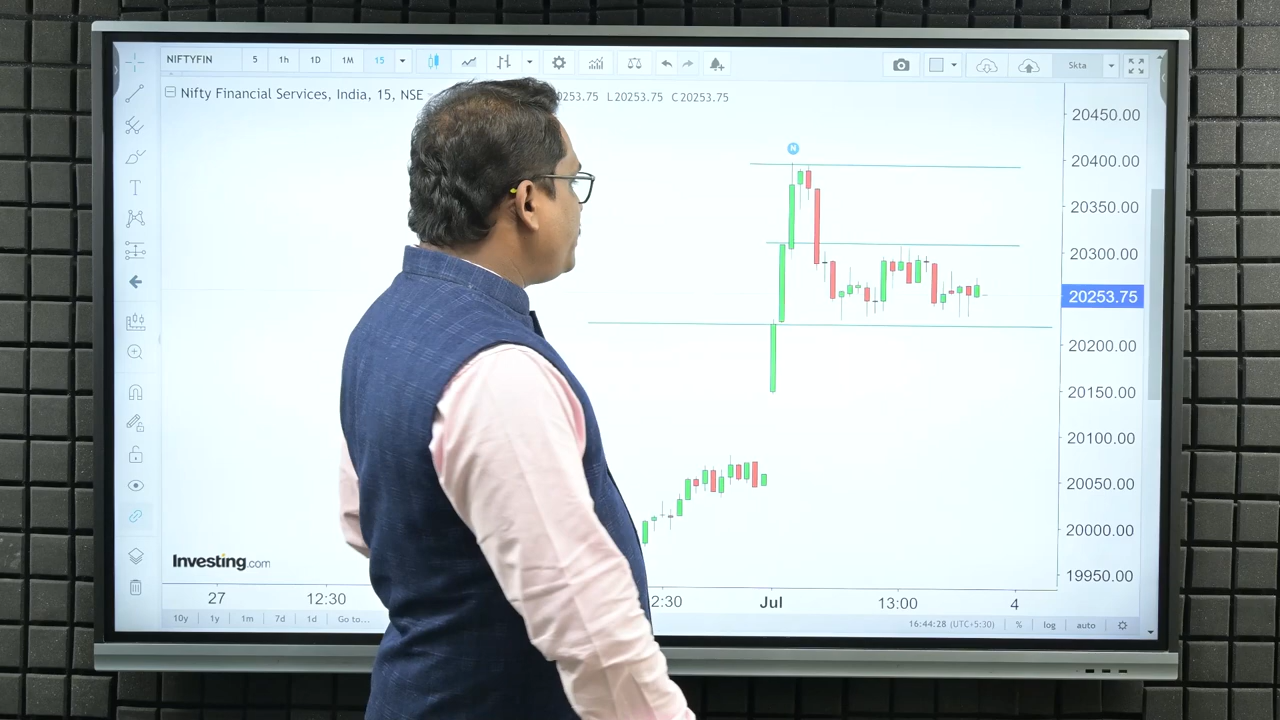 NIFTYFIN 5 1h 1D 1M 15 Skta
Nifty Financial Services, India, 15, NSE 20253.75 L20253.75 C20253.75
N
20450.00
20400.00
20350.00
20300.00
20253.75
20200.00
20150.00
20100.00
20050.00
20000.00
19950.00
T
Investing.com
27 12:30 2:30 Jul 13:00 4
10y 1y 1m 7d 1d Go to... 16:44:28 (UTC+5:30) % log auto